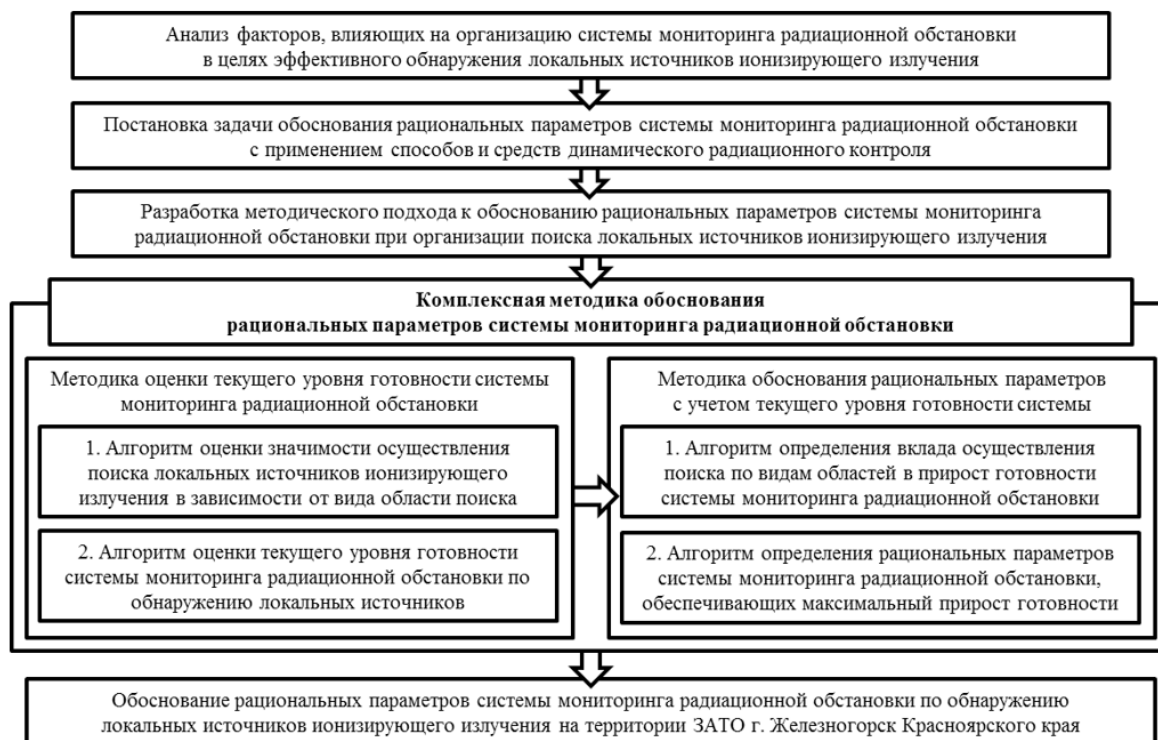 Анализ факторов, влияющих на организацию системы мониторинга радиационной обстановки
в целях эффективного обнаружения локальных источников ионизирующего излучения
Постановка задачи обоснования рациональных параметров системы мониторинга радиационной обстановки
с применением способов и средств динамического радиационного контроля
Разработка методического подхода к обоснованию рациональных параметров системы мониторинга
радиационной обстановки при организации поиска локальных источников ионизирующего излучения
Комплексная методика обоснования
рациональных параметров системы мониторинга радиационной обстановки
Методика оценки текущего уровня готовности системы
мониторинга радиационной обстановки
1. Алгоритм оценки значимости осуществления
поиска локальных источников ионизирующего
излучения в зависимости от вида области поиска
2. Алгоритм оценки текущего уровня готовности
системы мониторинга радиационной обстановки по
обнаружению локальных источников
Методика обоснования рациональных параметров
с учетом текущего уровня готовности системы
1. Алгоритм определения вклада осуществления
поиска по видам областей в прирост готовности
системы мониторинга радиационной обстановки
2. Алгоритм определения рациональных параметров
системы мониторинга радиационной обстановки,
обеспечивающих максимальный прирост готовности
Обоснование рациональных параметров системы мониторинга радиационной обстановки по обнаружению
локальных источников ионизирующего излучения на территории ЗАТО г. Железногорск Красноярского края